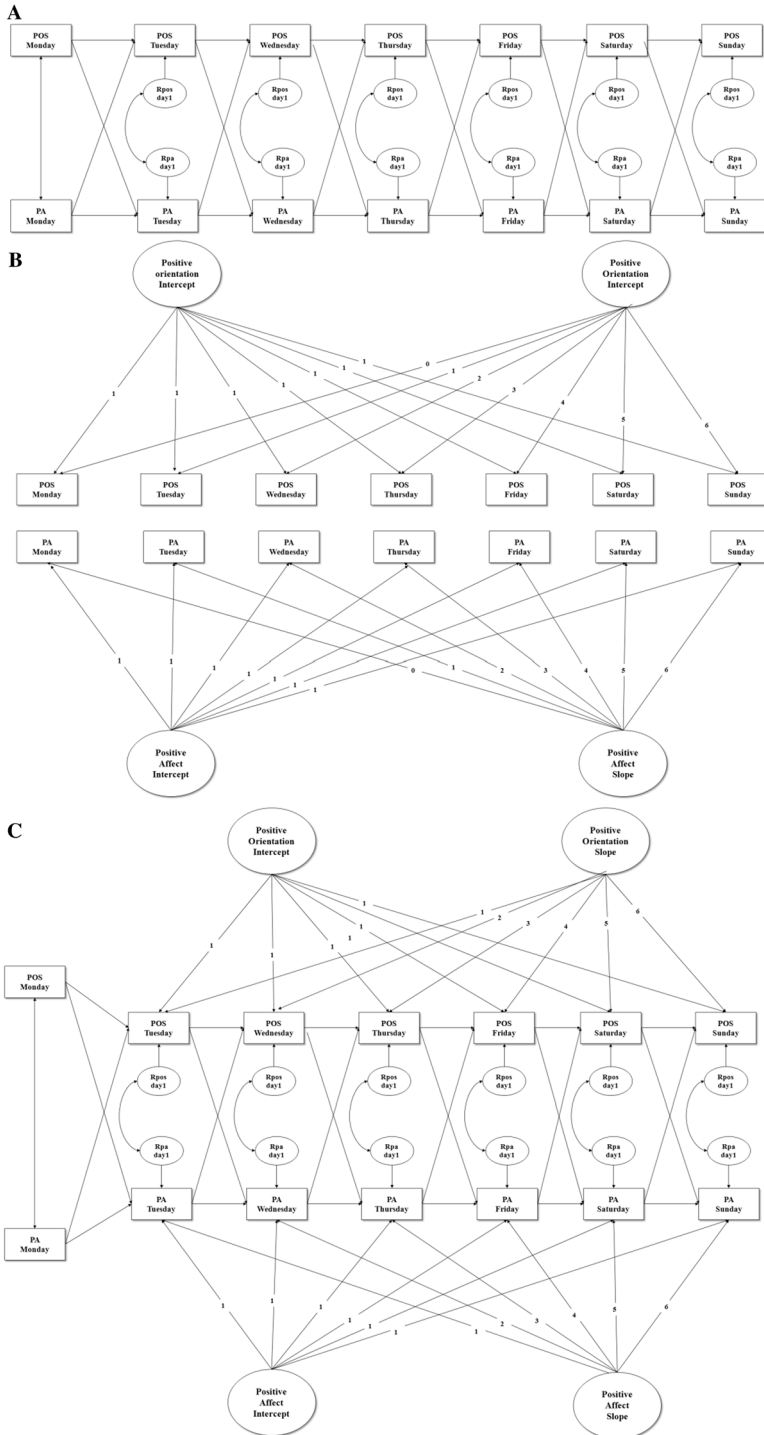 A
POS POS POS POS POS POS POS
Monday Tuesday Wednesday Thursday Friday Saturday Sunday
Rpos Rpos Rpos Rpos Rpos Rpos
day1 day1 day1 day1 day1 day1
Rpa Rpa Rpa Rpa Rpa Rpa
day1 day1 day1 day1 day1 day1
PA PA PA PA PA PA PA
Monday Tuesday Wednesday Thursday Friday Saturday Sunday
B
Positive Positive
orientation Orientation
Intercept Intercept
1 0
1 1 1 2
1 3
1 1 1 4
5
6
POS POS POS POS POS POS POS
Monday Tuesday Wednesday Thursday Friday Saturday Sunday
PA PA PA PA PA PA PA
Monday Tuesday Wednesday Thursday Friday Saturday Sunday
1 1 1 1 1 2 3 4 5 6
1 0
1
1
Positive Positive
Affect Affect
Intercept Slope
C
Positive Positive
Orientation Orientation
Intercept Slope
1 1 2 6
1 3 4 5
1 1 1
1
POS
Monday
POS POS POS POS POS POS
Tuesday Wednesday Thursday Friday Saturday Sunday
Rpos Rpos Rpos Rpos Rpos Rpos
day1 day1 day1 day1 day1 day1
Rpa Rpa Rpa Rpa Rpa Rpa
day1 day1 day1 day1 day1 day1
PA PA PA PA PA PA
Tuesday Wednesday Thursday Friday Saturday Sunday
PA
Monday
1 1 1 1 2 3 4 5 6
1 1 1
Positive Positive
Affect Affect
Intercept Slope